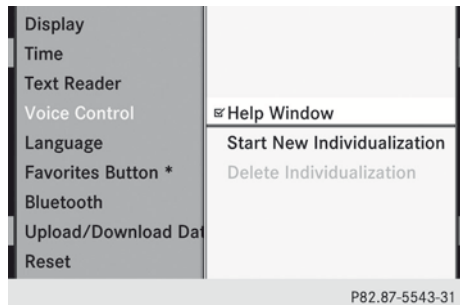 Display
Time
Text Reader
Voice Control
Language
Favorites Button *
Bluetooth
Upload/Download Dat
Reset
Help Window
Start New Individualization
Delete Individualization
P82.87-5543-31